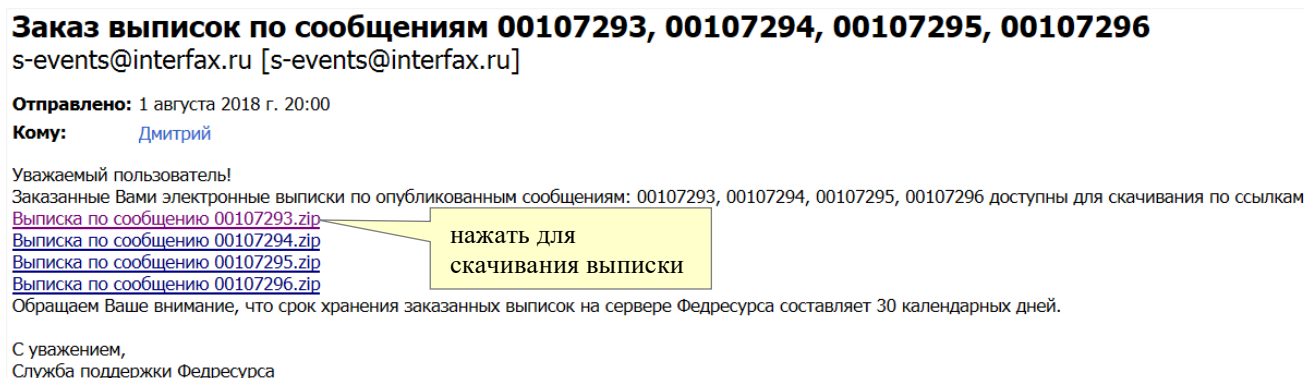 Заказ выписок по сообщениям 00107293, 00107294, 00107295, 00107296
s-events@interfax.ru [s-events@interfax.ru]
Отправлено: 1 августа 2018 г. 20:00
Кому: Дмитрий
Уважаемый пользователь!
Заказанные Вами электронные выписки по опубликованным сообщениям: 00107293, 00107294, 00107295, 00107296 доступны для скачивания по ссылкам
Выписка по сообщению 00107293.zip
Выписка по сообщению 00107294.zip
Выписка по сообщению 00107295.zip
Выписка по сообщению 00107296.zip
нажать для
скачивания выписки
Обращаем Ваше внимание, что срок хранения заказанных выписок на сервере Федресурса составляет 30 календарных дней.
С уважением,
Служба поддержки Федресурса